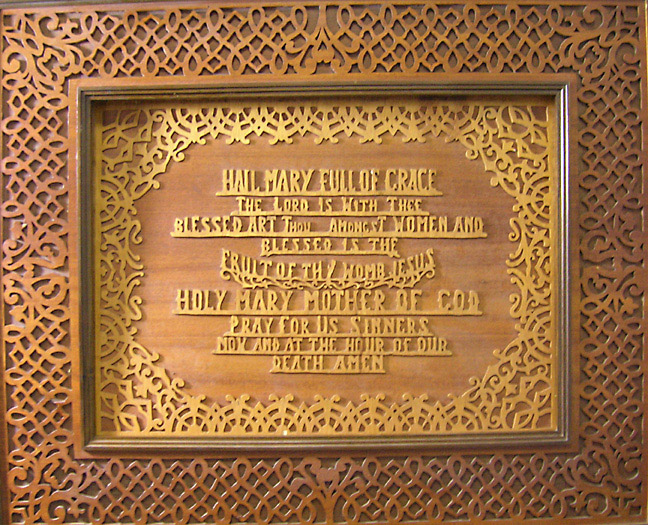 HAIL MARY FULL OF GRACE
THE LORD IS WITH THEE
BLESSED ART THOU AMONGST WOMEN AND
BLESSED IS THE
FRUIT OF THY WOMB JESUS
HOLY MARY MOTHER OF GOD
PRAY FOR US SINNERS
NOW AND AT THE HOUR OF OUR
DEATH AMEN